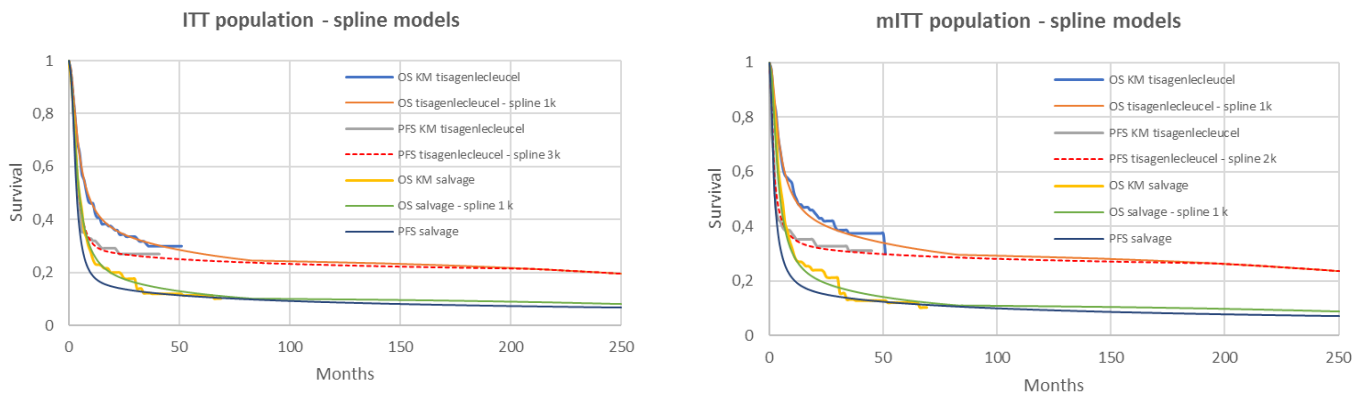 ITT population - spline models
1
0,8
0,6
0,4
0,2
0
Survival
0
50
100
150
200
250
Months
OS KM tisagenlecleucel
OS tisagenlecleucel - spline 1k
PFS KM tisagenlecleucel
PFS tisagenlecleucel - spline 3k
OS KM salvage
OS salvage - spline 1 k
PFS salvage
mITT population - spline models
1
0,8
0,6
0,4
0,2
0
Survival
0
50
100
150
200
250
Months
OS KM tisagenlecleucel
OS tisagenlecleucel - spline 1k
PFS KM tisagenlecleucel
PFS tisagenlecleucel - spline 2k
OS KM salvage
OS salvage - spline 1 k
PFS salvage